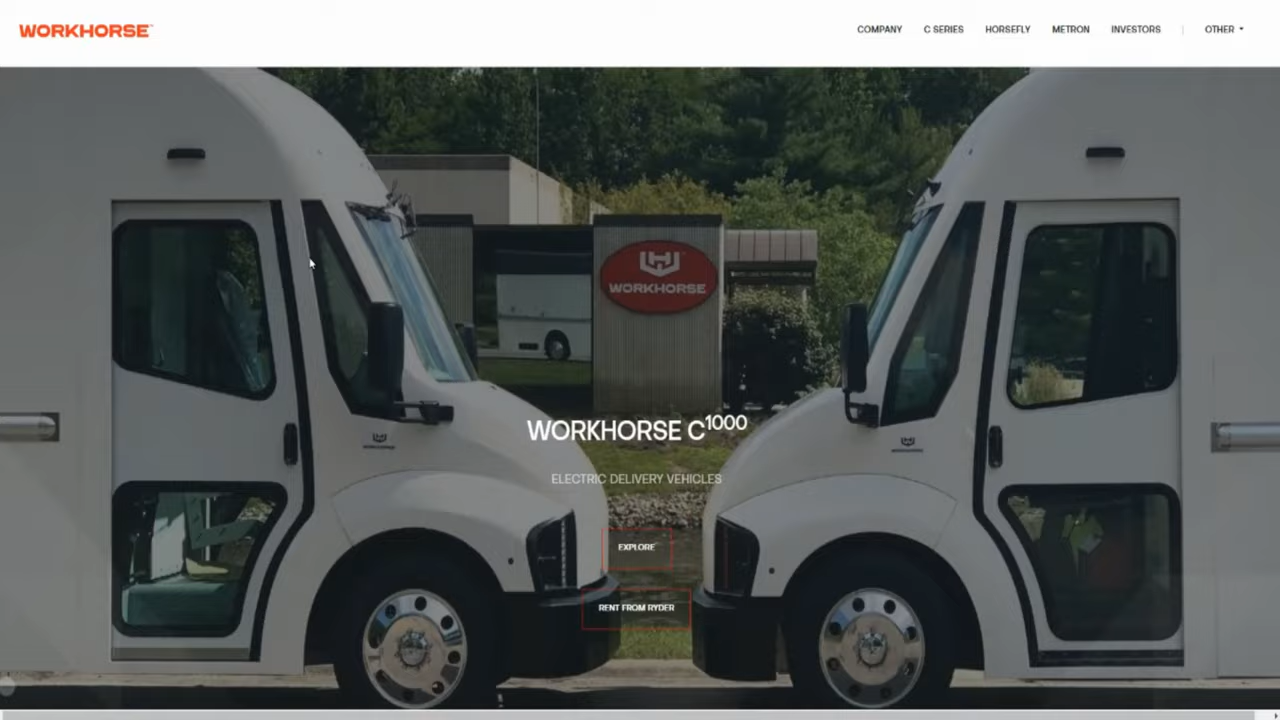 WORKHORSE
COMPANY
C SERIES
HORSEFLY
METRON
INVESTORS
OTHER
WORKHORSE
WORKHORSE C1000
ELECTRIC DELIVERY VEHICLES
EXPLORE
RENT FROM RYDER